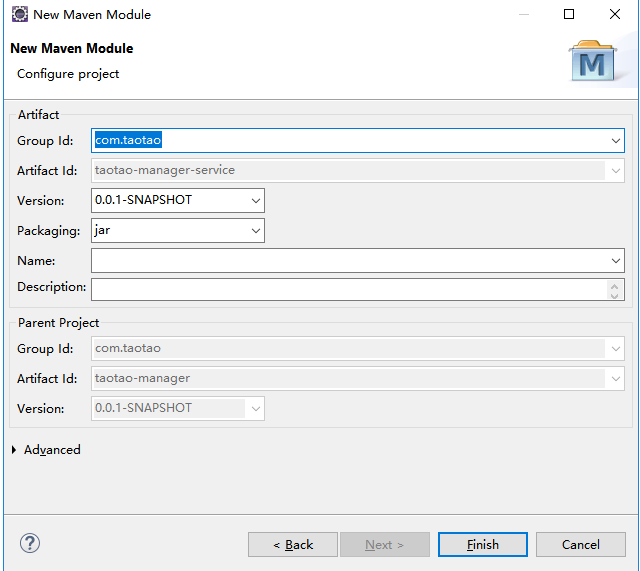 New Maven Module
New Maven Module
Configure project
M
Artifact
Group Id: com.taotao
Artifact Id: taotao-manager-service
Version: 0.0.1-SNAPSHOT
Packaging: jar
Name:
Description:
Parent Project
Group Id: com.taotao
Artifact Id: taotao-manager
Version: 0.0.1-SNAPSHOT
Advanced
? < Back Next > Finish Cancel